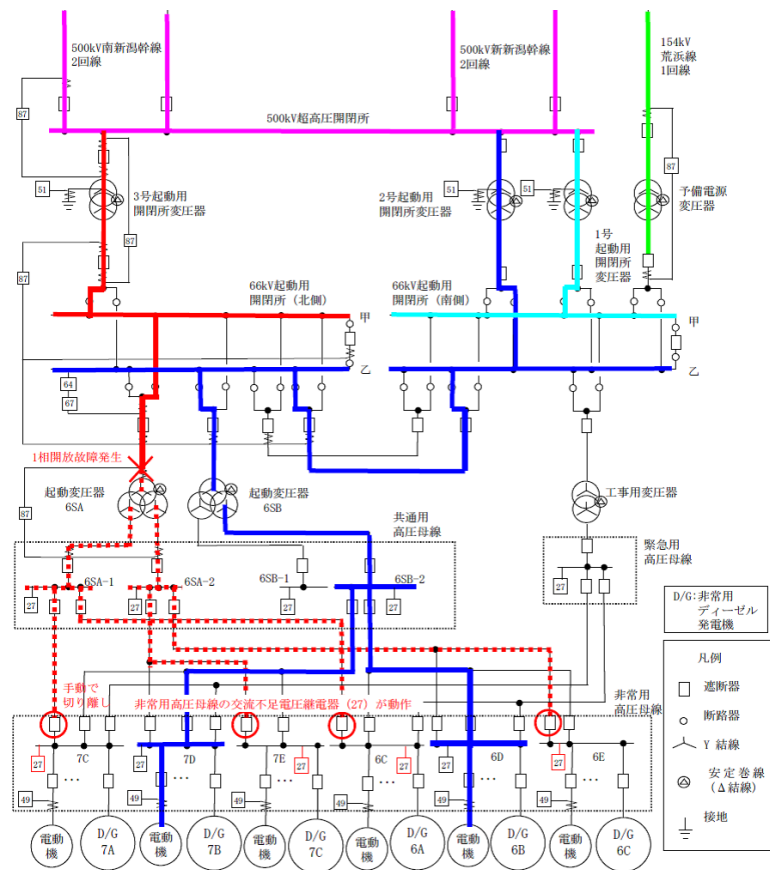 500kV南新潟幹線
2回線
500kV新新潟幹線
2回線
154kV
荒浜線
1回線
87
500kV超高圧開閉所
87
51
3号起動用
開閉所変圧器
51
2号起動用
開閉所変圧器
51
予備電源
変圧器
1号
起動用
開閉所
変圧器
87
87
66kV起動用
開閉所（北側）
66kV起動用
開閉所（南側）
甲
甲
乙
乙
64
67
1相開放故障発生
起動変圧器
6SA
起動変圧器
6SB
工事用変圧器
87
共通用
高圧母線
緊急用
高圧母線
6SA-1
6SA-2
6SB-1
6SB-2
27
27
27
27
27
D/G:非常用
ディーゼル
発電機
凡例
遮断器
断路器
Y 結線
安定巻線
(Δ結線)
接地
手動で
切り離し
非常用高圧母線の交流不足電圧継電器（27）が動作
非常用
高圧母線
7C
7D
7E
6C
6D
6E
27
27
27
27
27
27
…
…
…
…
…
…
49
49
49
49
49
49
電動
機
D/G
7A
電動
機
D/G
7B
電動
機
D/G
7C
電動
機
D/G
6A
電動
機
D/G
6B
電動
機
D/G
6C